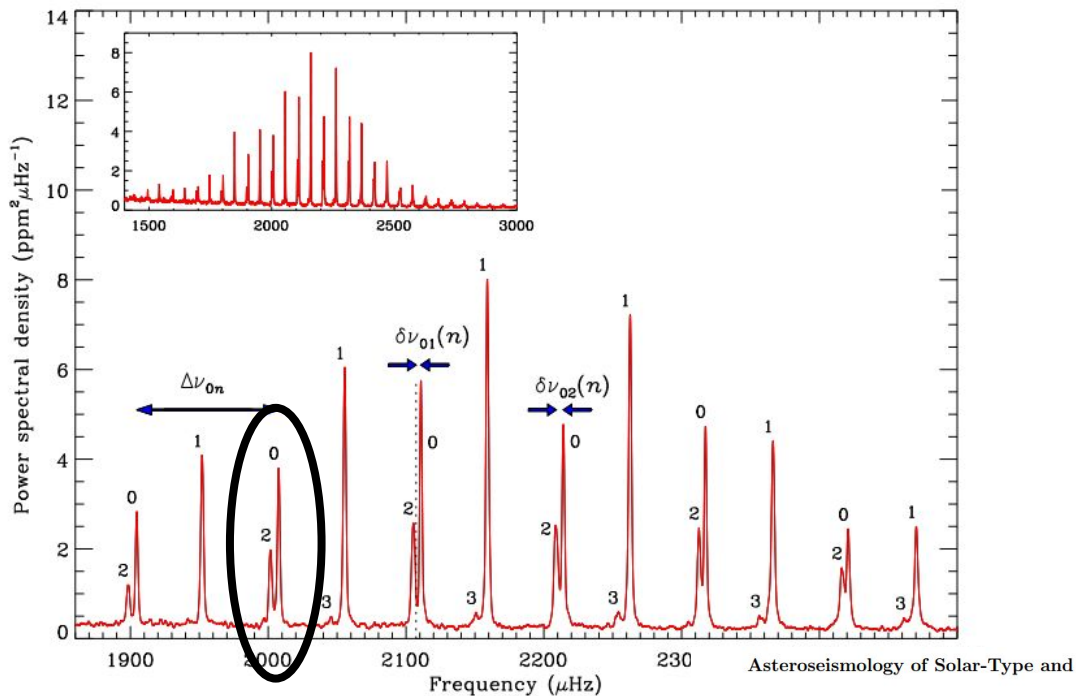 14
12
10
8
6
4
2
0
Power spectral density (ppm² μHz⁻¹)
8
6
4
2
0
1500 2000 2500 3000
Δν₀ₙ
δν₀₁(n)
δν₀₂(n)
2 0 1 2 0 3 1 2 0 3 1 2 0 3 1 2 0 3 1 2 0 3 1
1900 2000 2100 2200 230
Frequency (μHz)
Asteroseismology of Solar-Type and